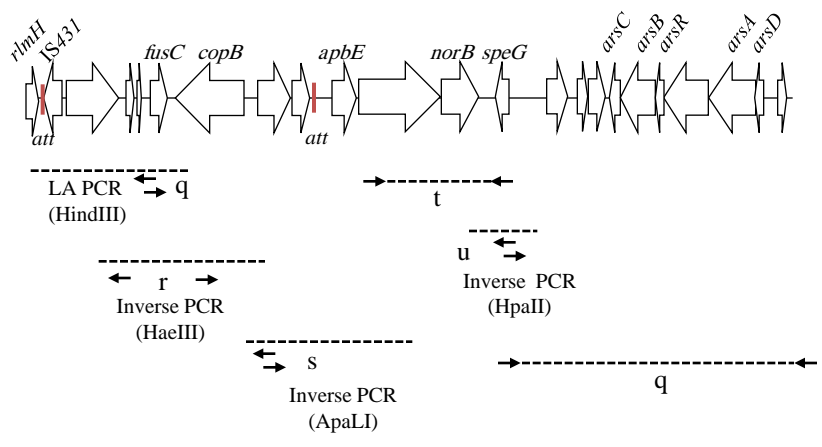 rlmH IS431 fusC copB apbE norB speG arsC arsB arsR arsA arsD
att att
LA PCR q
(HindIII)
t
u
r
Inverse PCR
(HaeIII)
Inverse PCR
(HpaII)
s
Inverse PCR
(ApaLI)
q